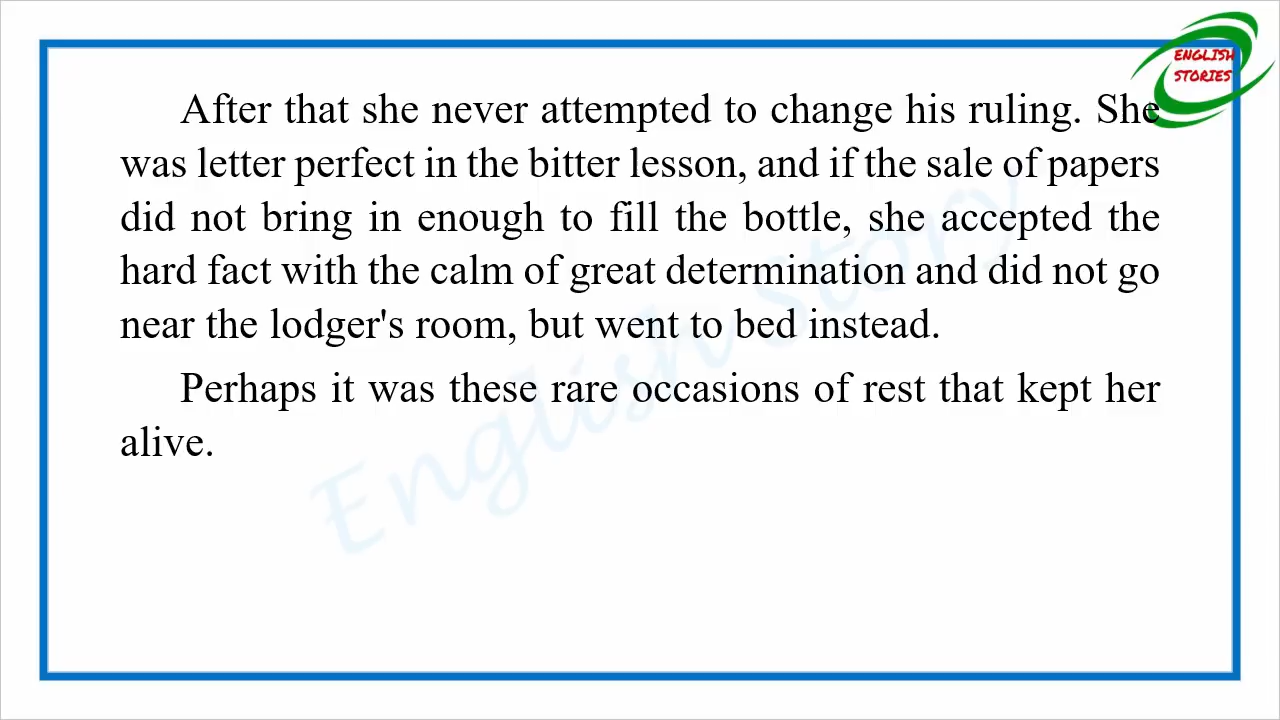 ENGLISH
STORIES
After that she never attempted to change his ruling. She
was letter perfect in the bitter lesson, and if the sale of papers
did not bring in enough to fill the bottle, she accepted the
hard fact with the calm of great determination and did not go
near the lodger's room, but went to bed instead.
Perhaps it was these rare occasions of rest that kept her
alive.
English Story